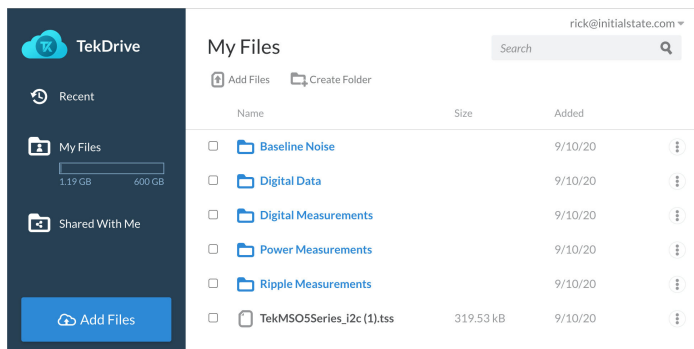 TekDrive
Recent
My Files
1.19 GB 600 GB
Shared With Me
Add Files
rick@initialstate.com
My Files
Search
Add Files Create Folder
Name Size Added
Baseline Noise 9/10/20
Digital Data 9/10/20
Digital Measurements 9/10/20
Power Measurements 9/10/20
Ripple Measurements 9/10/20
TekMSO5Series_i2c (1).tss 319.53 kB 9/10/20